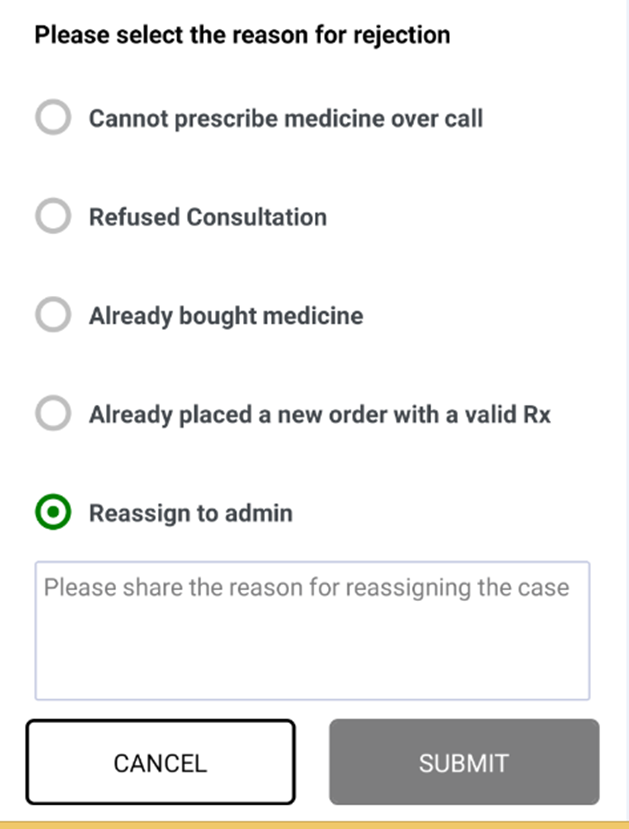 Please select the reason for rejection
Cannot prescribe medicine over call
Refused Consultation
Already bought medicine
Already placed a new order with a valid Rx
Reassign to admin
Please share the reason for reassigning the case
CANCEL
SUBMIT